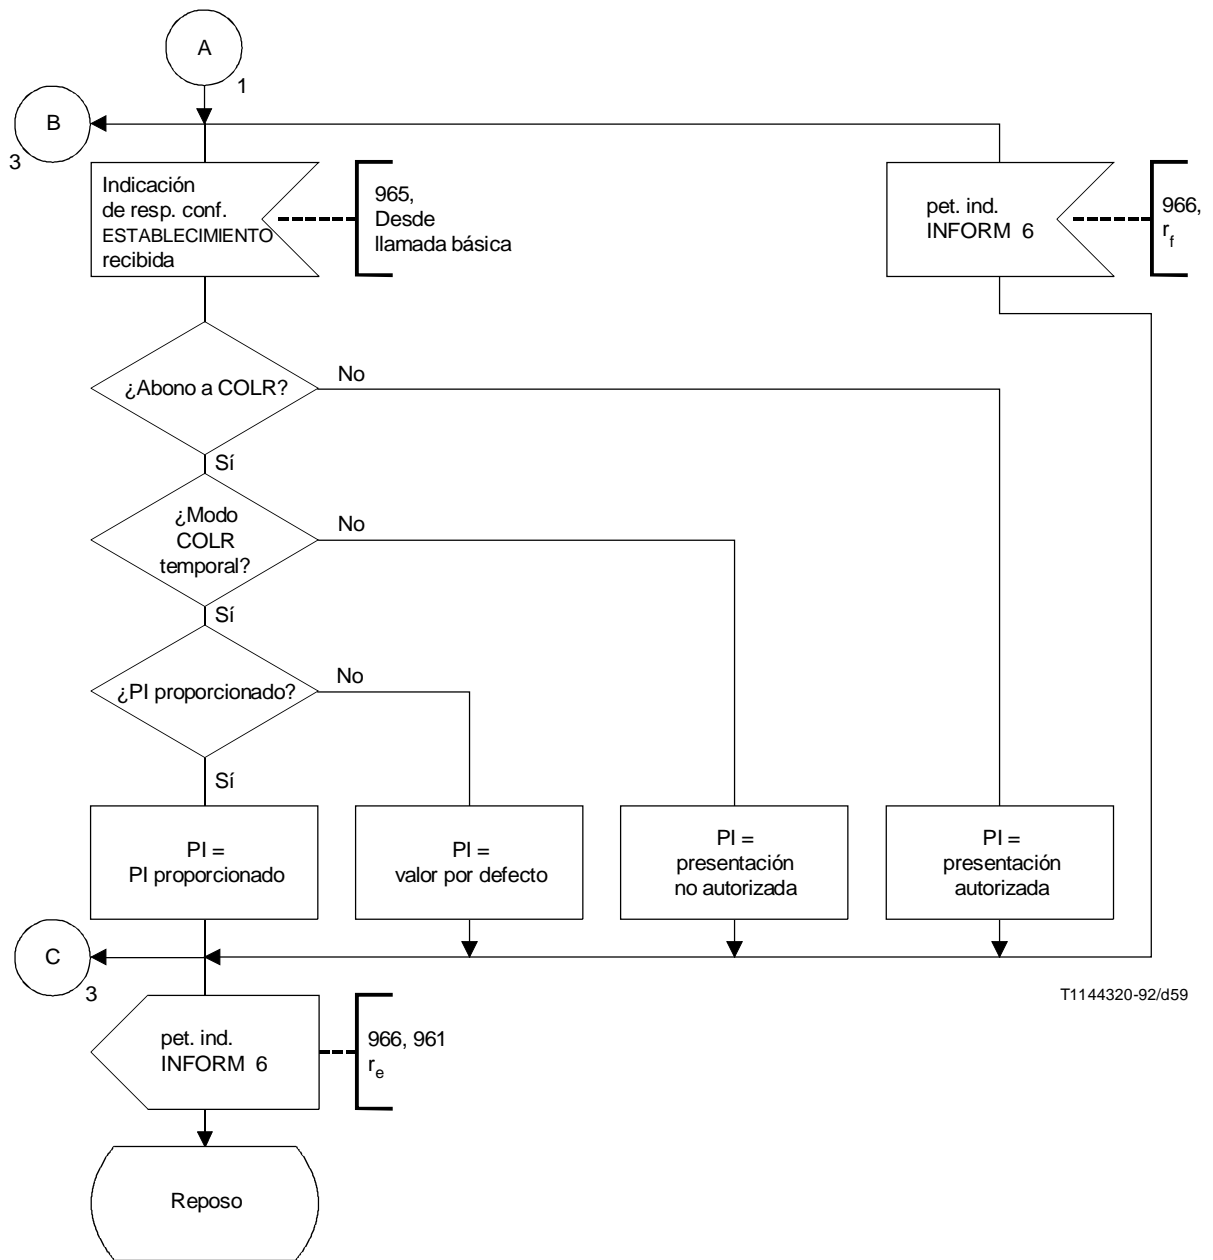 A
1
B
3
Indicación
de resp. conf.
ESTABLECIMIENTO
recibida
965,
Desde
llamada básica
pet. ind.
INFORM 6
966,
rf
¿Abono a COLR?
No
Sí
¿Modo
COLR
temporal?
No
Sí
¿PI proporcionado?
No
Sí
PI =
PI proporcionado
PI =
valor por defecto
PI =
presentación
no autorizada
PI =
presentación
autorizada
C
3
T1144320-92/d59
pet. ind.
INFORM 6
966, 961
re
Reposo